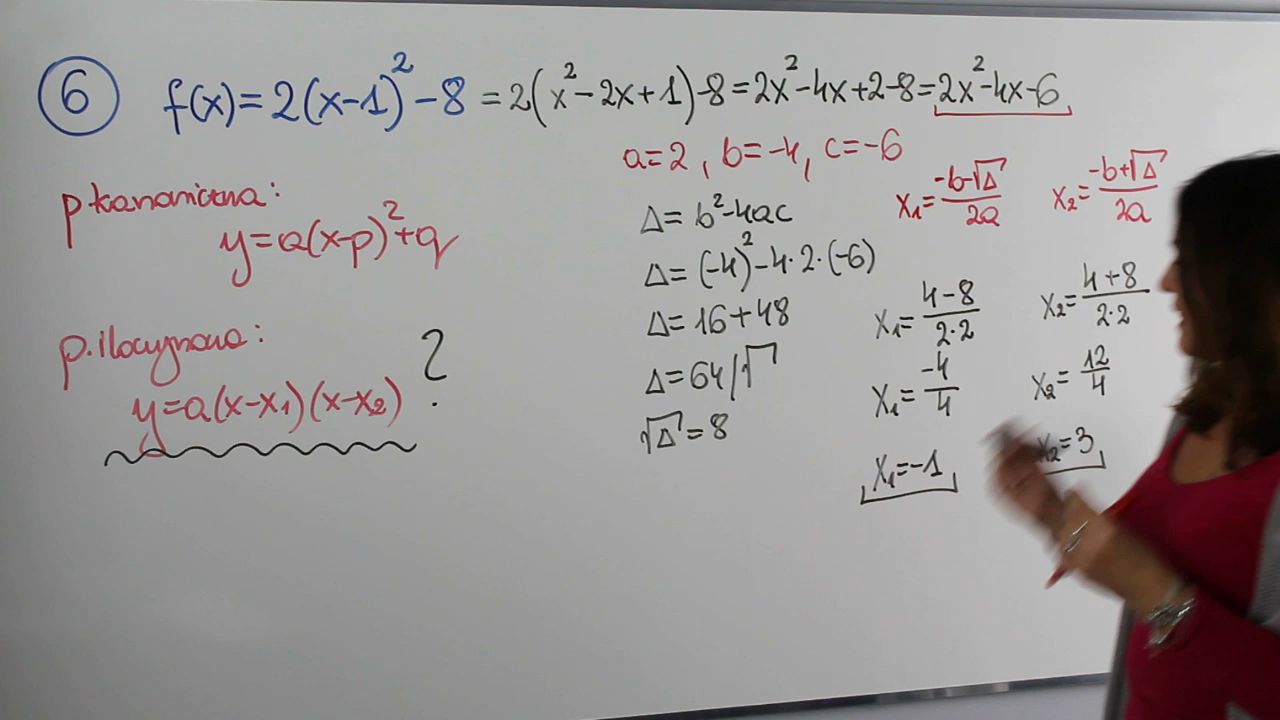 6 f(x)=2(x-1)²-8=2(x²-2x+1)-8=2x²-4x+2-8=2x²-4x-6
a=2, b=-4, c=-6
p kanoniczna:
y=a(x-p)²+q
p. iloczynowa:
y=a(x-x₁)(x-x₂) ?
Δ=b²-4ac
Δ=(-4)²-4·2·(-6)
Δ=16+48
Δ=64/√
√Δ=8
x₁=(-b-√Δ)/2a
x₁=(4-8)/2·2
x₁=-4/4
x₁=-1
x₂=(-b+√Δ)/2a
x₂=(4+8)/2·2
x₂=12/4
x₂=3